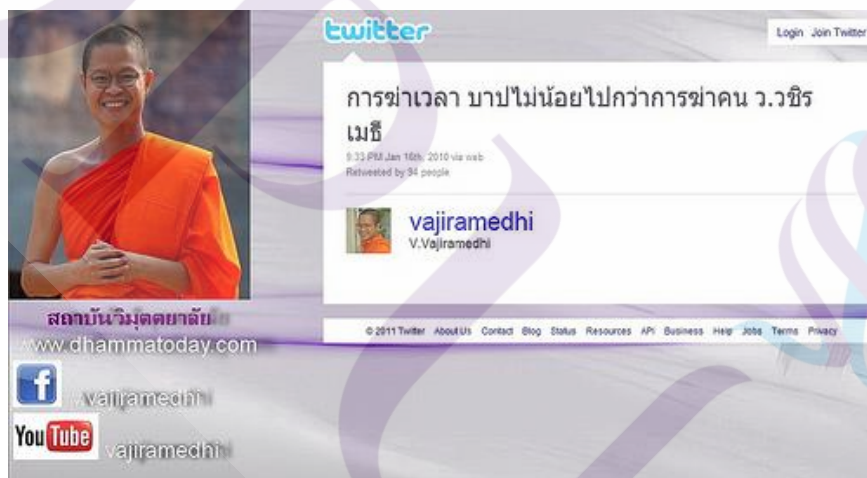 twitter
Login Join Twitter
การฆ่าเวลา บาปไม่น้อยไปกว่าการฆ่าคน ว.วชิร
เมธี
9:33 PM Jan 16th, 2010 via web
Retweeted by 94 people
vajiramedhi
V.Vajiramedhi
© 2011 Twitter About Us Contact Blog Status Resources API Business Help Jobs Terms Privacy
สถาบันวิมุตตยาลัย
www.dhammatoday.com
f
vajiramedhi
You Tube
vajiramedhi